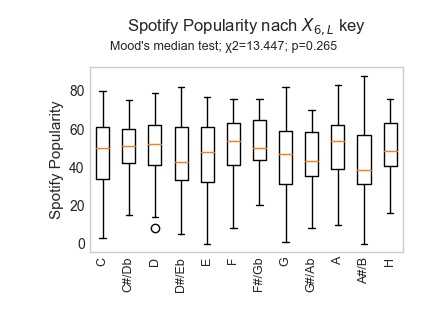 Spotify Popularity nach X6, L key
Mood's median test; χ2=13.447; p=0.265
Spotify Popularity
80
60
40
20
0
C
C#/Db
D
D#/Eb
E
F
F#/Gb
G
G#/Ab
A
A#/B
H